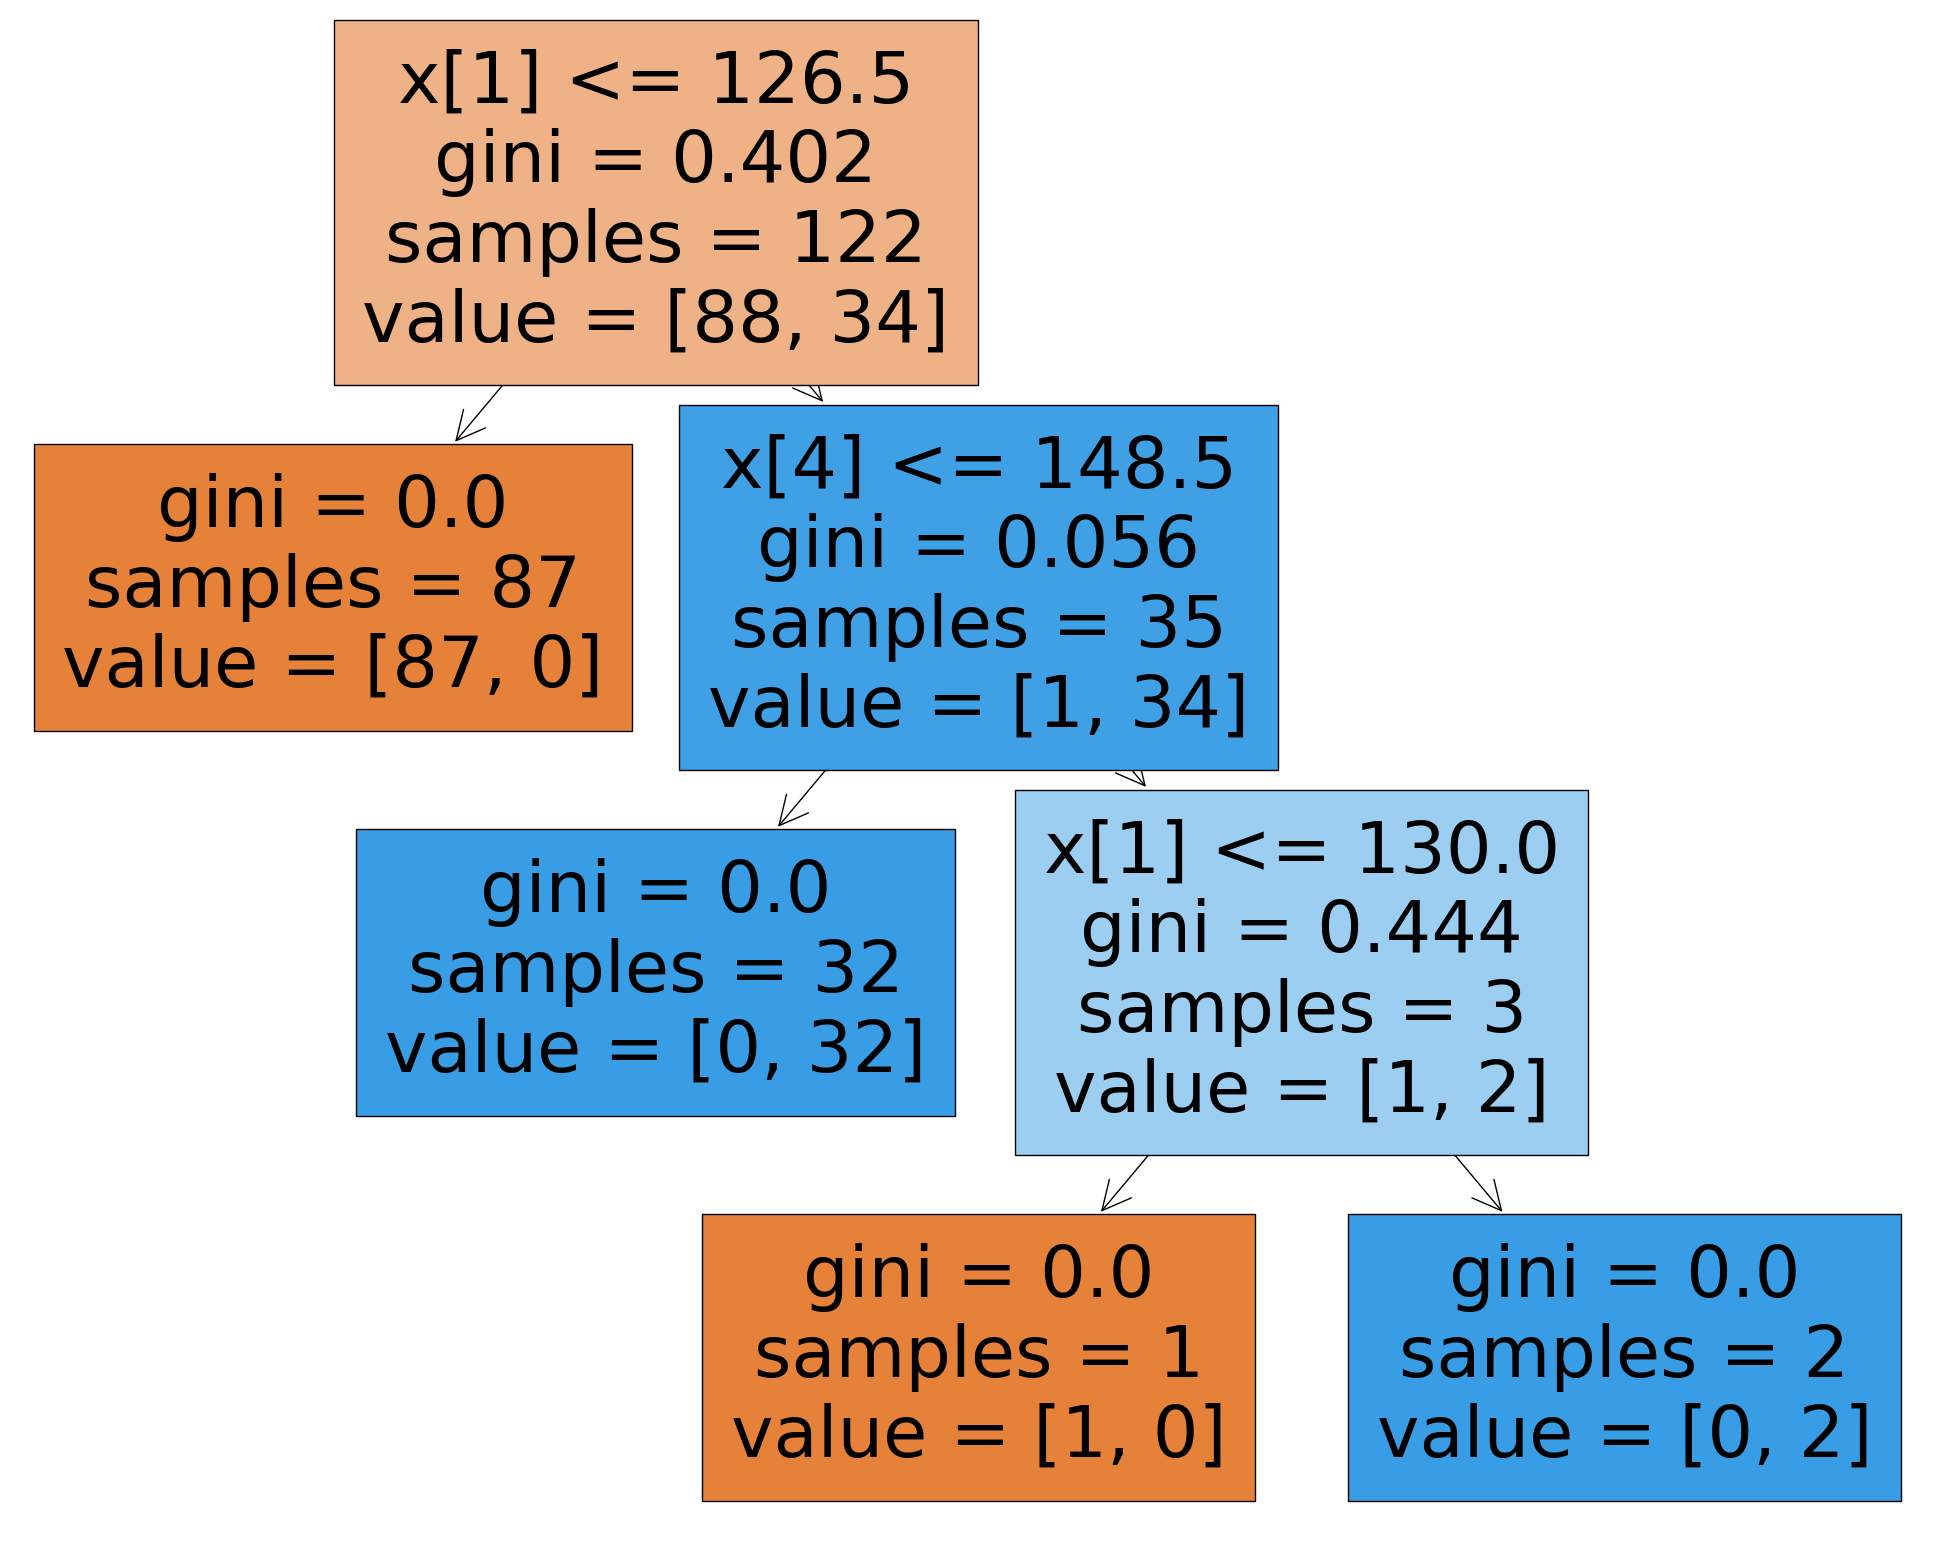 x[1] <= 126.5
gini = 0.402
samples = 122
value = [88, 34]
gini = 0.0
samples = 87
value = [87, 0]
x[4] <= 148.5
gini = 0.056
samples = 35
value = [1, 34]
gini = 0.0
samples = 32
value = [0, 32]
x[1] <= 130.0
gini = 0.444
samples = 3
value = [1, 2]
gini = 0.0
samples = 1
value = [1, 0]
gini = 0.0
samples = 2
value = [0, 2]